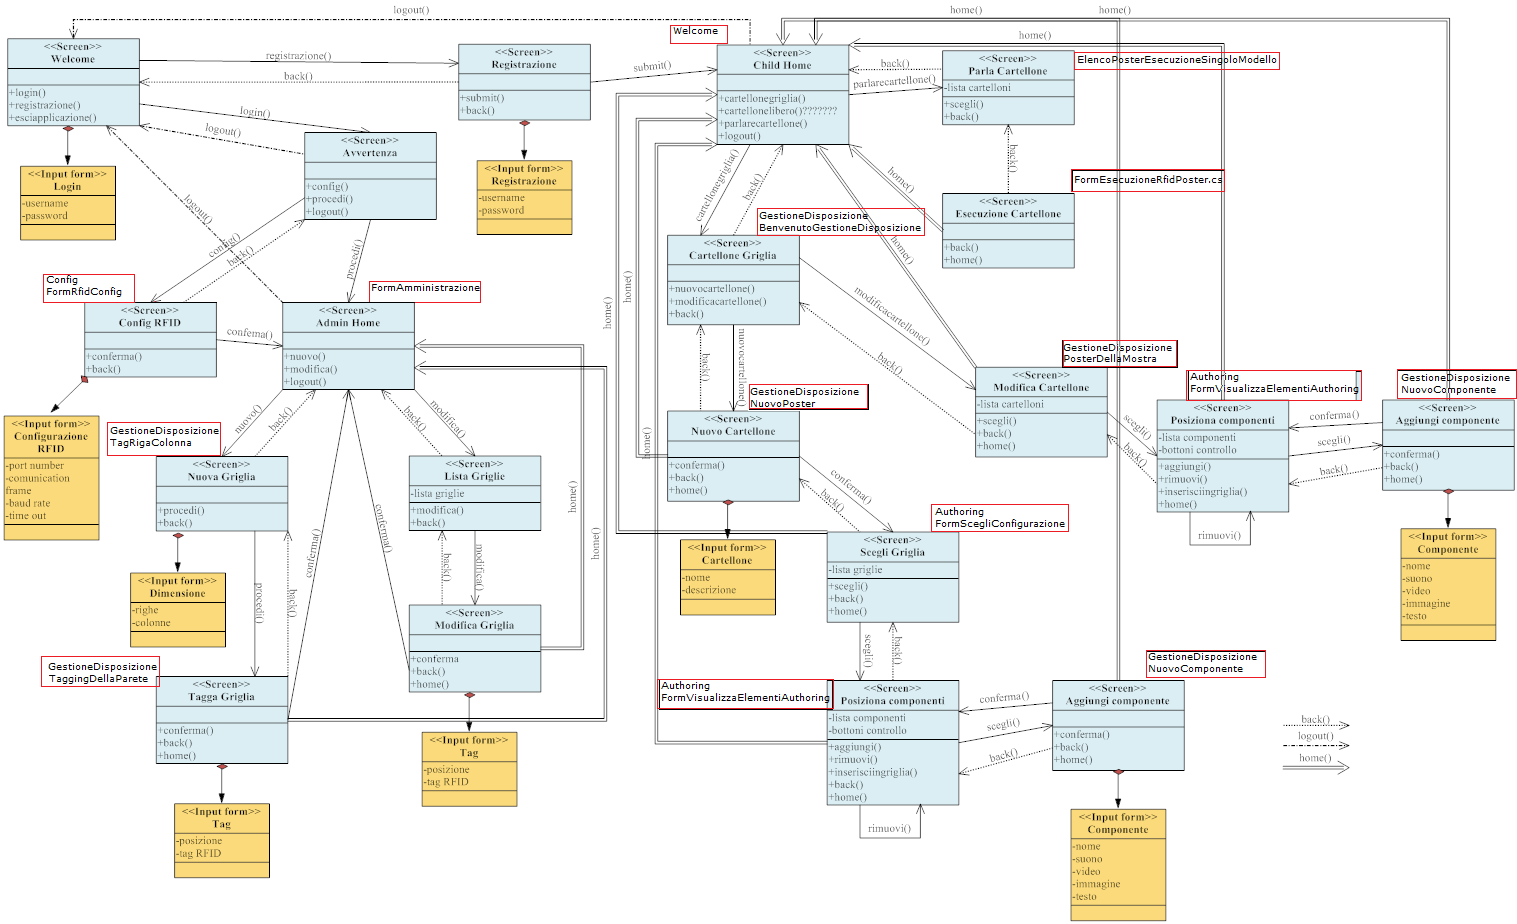 logout()
home()
home()
<<Screen>>
Welcome
+login()
+registrazione()
+esciapplicazione()
registrazione()
back()
<<Screen>>
Registrazione
+submit()
+back()
submit()
Welcome
<<Screen>>
Child Home
+cartellonegriglia()
+cartellonelibero()???????
+parlarecartellone()
+logout()
home()
back()
parlarecartellone()
<<Screen>>
Parla Cartellone
-lista cartelloni
+scegli()
+back()
ElencoPosterEsecuzioneSingoloModello
login()
logout()
<<Input form>>
Login
-username
-password
<<Screen>>
Avvertenza
+config()
+procedi()
+logout()
<<Input form>>
Registrazione
-username
-password
cartellonegriglia()
back()
home()
back()
FormEsecuzioneRfidPoster.cs
<<Screen>>
Esecuzione Cartellone
+back()
+home()
logout()
config()
back()
procedi()
GestioneDisposizione
BenvenutoGestioneDisposizione
<<Screen>>
Cartellone Griglia
+nuovocartellone()
+modificacartellone()
+back()
home()
home()
home()
modificacartellone()
back()
Config
FormRfidConfig
<<Screen>>
Config RFID
+conferma()
+back()
conferma()
FormAmministrazione
<<Screen>>
Admin Home
+nuovo()
+modifica()
+logout()
back()
nuovocartellone()
GestioneDisposizione
PosterDellaMostra
<<Screen>>
Modifica Cartellone
-lista cartelloni
+scegli()
+back()
+home()
scegli()
back()
Authoring
FormVisualizzaElementiAuthoring
<<Screen>>
Posiziona componenti
-lista componenti
-bottoni controllo
+aggiungi()
+rimuovi()
+inserisciingriglia()
+home()
rimuovi()
conferma()
scegli()
back()
GestioneDisposizione
NuovoComponente
<<Screen>>
Aggiungi componente
+conferma()
+back()
+home()
<<Input form>>
Configurazione
RFID
-port number
-comunication
frame
-baud rate
-time out
nuovo()
back()
back()
modifica()
GestioneDisposizione
TagRigaColonna
<<Screen>>
Nuova Griglia
+procedi()
+back()
<<Screen>>
Lista Griglie
-lista griglie
+modifica()
+back()
GestioneDisposizione
NuovoPoster
<<Screen>>
Nuovo Cartellone
+conferma()
+back()
+home()
home()
conferma()
back()
home()
home()
conferma()
conferma()
back()
modifica()
procedi()
back()
<<Input form>>
Dimensione
-righe
-colonne
<<Input form>>
Cartellone
-nome
-descrizione
Authoring
FormScegliConfigurazione
<<Screen>>
Scegli Griglia
-lista griglie
+scegli()
+back()
+home()
<<Input form>>
Componente
-nome
-suono
-video
-immagine
-testo
<<Screen>>
Modifica Griglia
+conferma
+back()
+home()
scegli()
back()
GestioneDisposizione
TaggingDellaParete
<<Screen>>
Tagga Griglia
+conferma()
+back()
+home()
Authoring
FormVisualizzaElementiAuthoring
<<Screen>>
Posiziona componenti
-lista componenti
-bottoni controllo
+aggiungi()
+rimuovi()
+inserisciingriglia()
+back()
+home()
rimuovi()
conferma()
scegli()
back()
GestioneDisposizione
NuovoComponente
<<Screen>>
Aggiungi componente
+conferma()
+back()
+home()
back()
logout()
home()
<<Input form>>
Tag
-posizione
-tag RFID
<<Input form>>
Tag
-posizione
-tag RFID
<<Input form>>
Componente
-nome
-suono
-video
-immagine
-testo